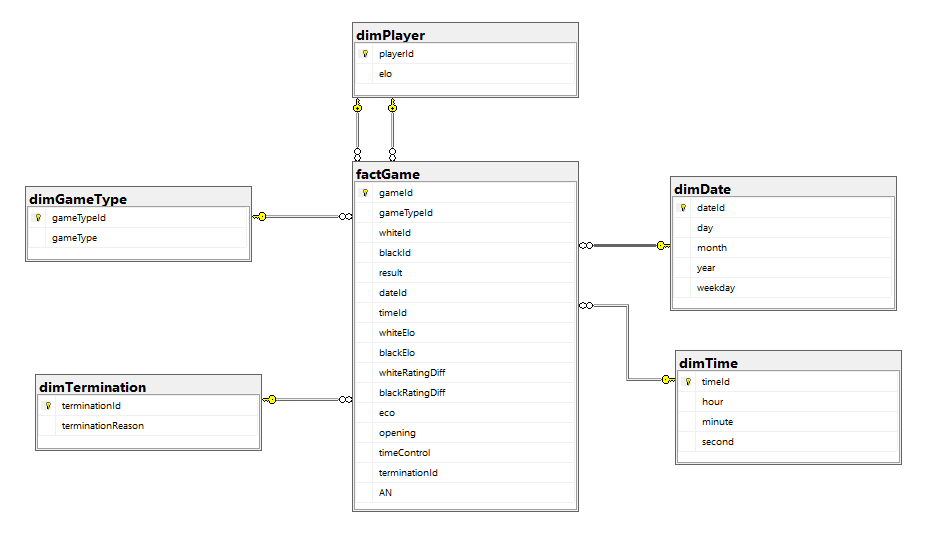 dimPlayer
playerId
elo
factGame
gameId
gameTypeId
whiteId
blackId
result
dateId
timeId
whiteElo
blackElo
whiteRatingDiff
blackRatingDiff
eco
opening
timeControl
terminationId
AN
dimGameType
gameTypeId
gameType
dimTermination
terminationId
terminationReason
dimDate
dateId
day
month
year
weekday
dimTime
timeId
hour
minute
second